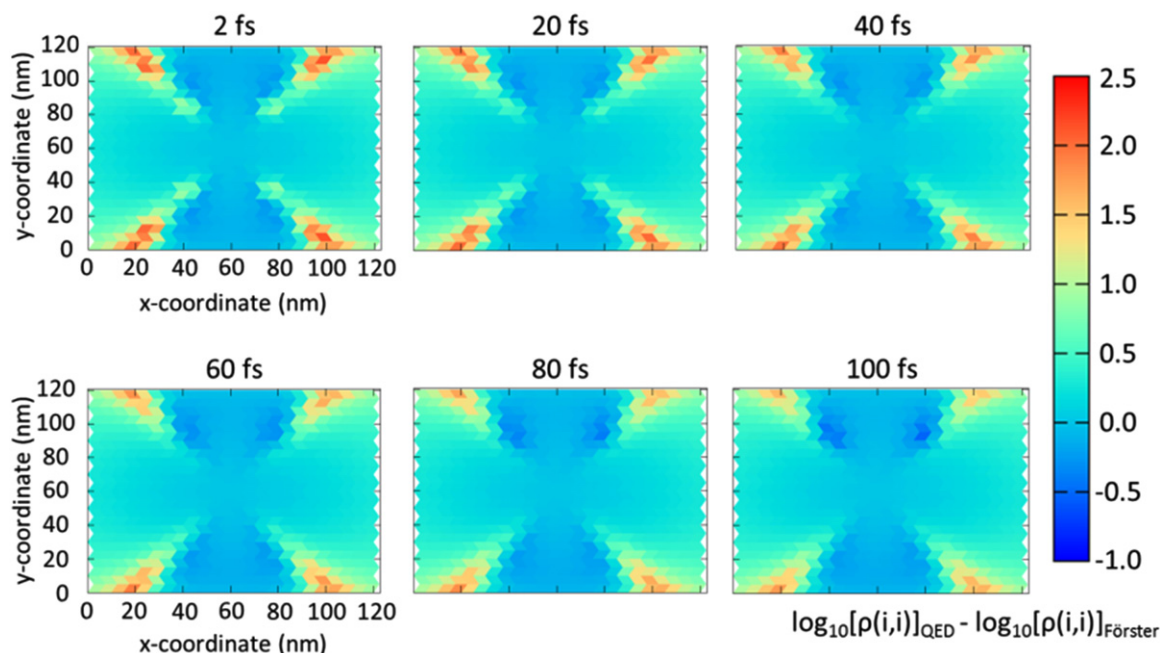 2 fs 20 fs 40 fs
120
100
80
60
40
20
0
y-coordinate (nm)
0 20 40 60 80 100 120
x-coordinate (nm)
2.5
2.0
1.5
1.0
0.5
0.0
-0.5
-1.0
60 fs 80 fs 100 fs
120
100
80
60
40
20
0
y-coordinate (nm)
0 20 40 60 80 100 120
x-coordinate (nm)
log₁₀[ρ(i,i)]QED - log₁₀[ρ(i,i)]Förster